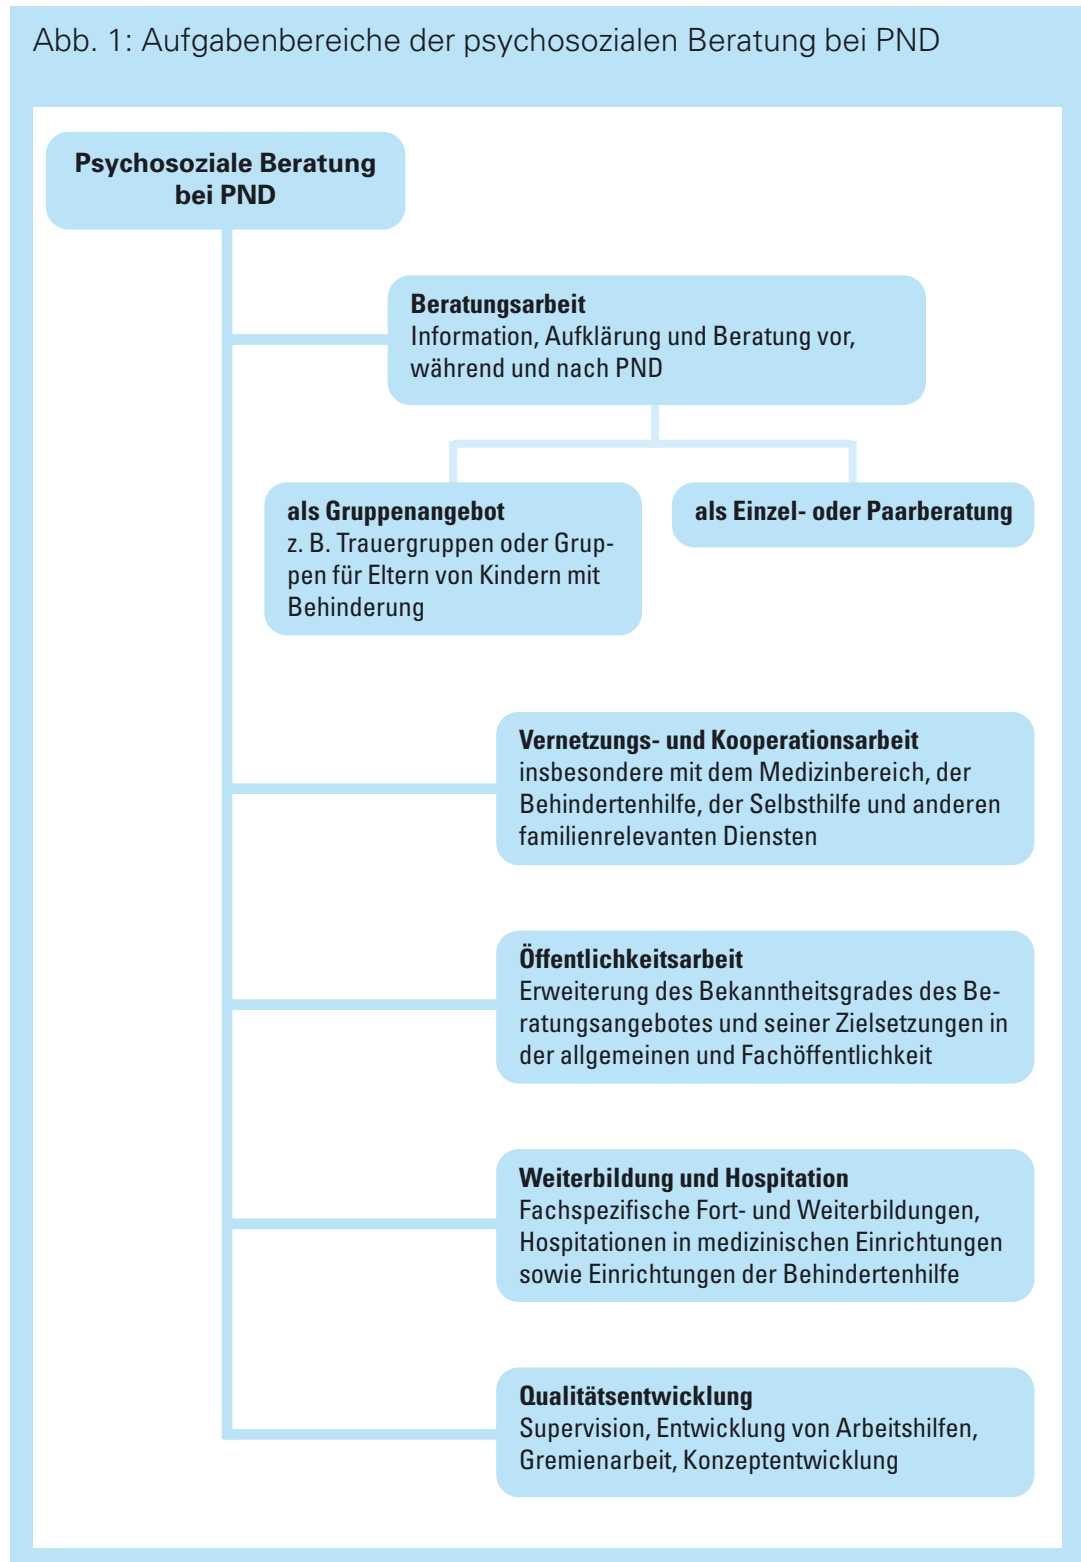 Abb. 1: Aufgabenbereiche der psychosozialen Beratung bei PND
Psychosoziale Beratung
bei PND
Beratungsarbeit
Information, Aufklärung und Beratung vor,
während und nach PND
als Gruppenangebot
z. B. Trauergruppen oder Grup-
pen für Eltern von Kindern mit
Behinderung
als Einzel- oder Paarberatung
Vernetzungs- und Kooperationsarbeit
insbesondere mit dem Medizinbereich, der
Behindertenhilfe, der Selbsthilfe und anderen
familienrelevanten Diensten
Öffentlichkeitsarbeit
Erweiterung des Bekanntheitsgrades des Be-
ratungsangebotes und seiner Zielsetzungen in
der allgemeinen und Fachöffentlichkeit
Weiterbildung und Hospitation
Fachspezifische Fort- und Weiterbildungen,
Hospitationen in medizinischen Einrichtungen
sowie Einrichtungen der Behindertenhilfe
Qualitätsentwicklung
Supervision, Entwicklung von Arbeitshilfen,
Gremienarbeit, Konzeptentwicklung